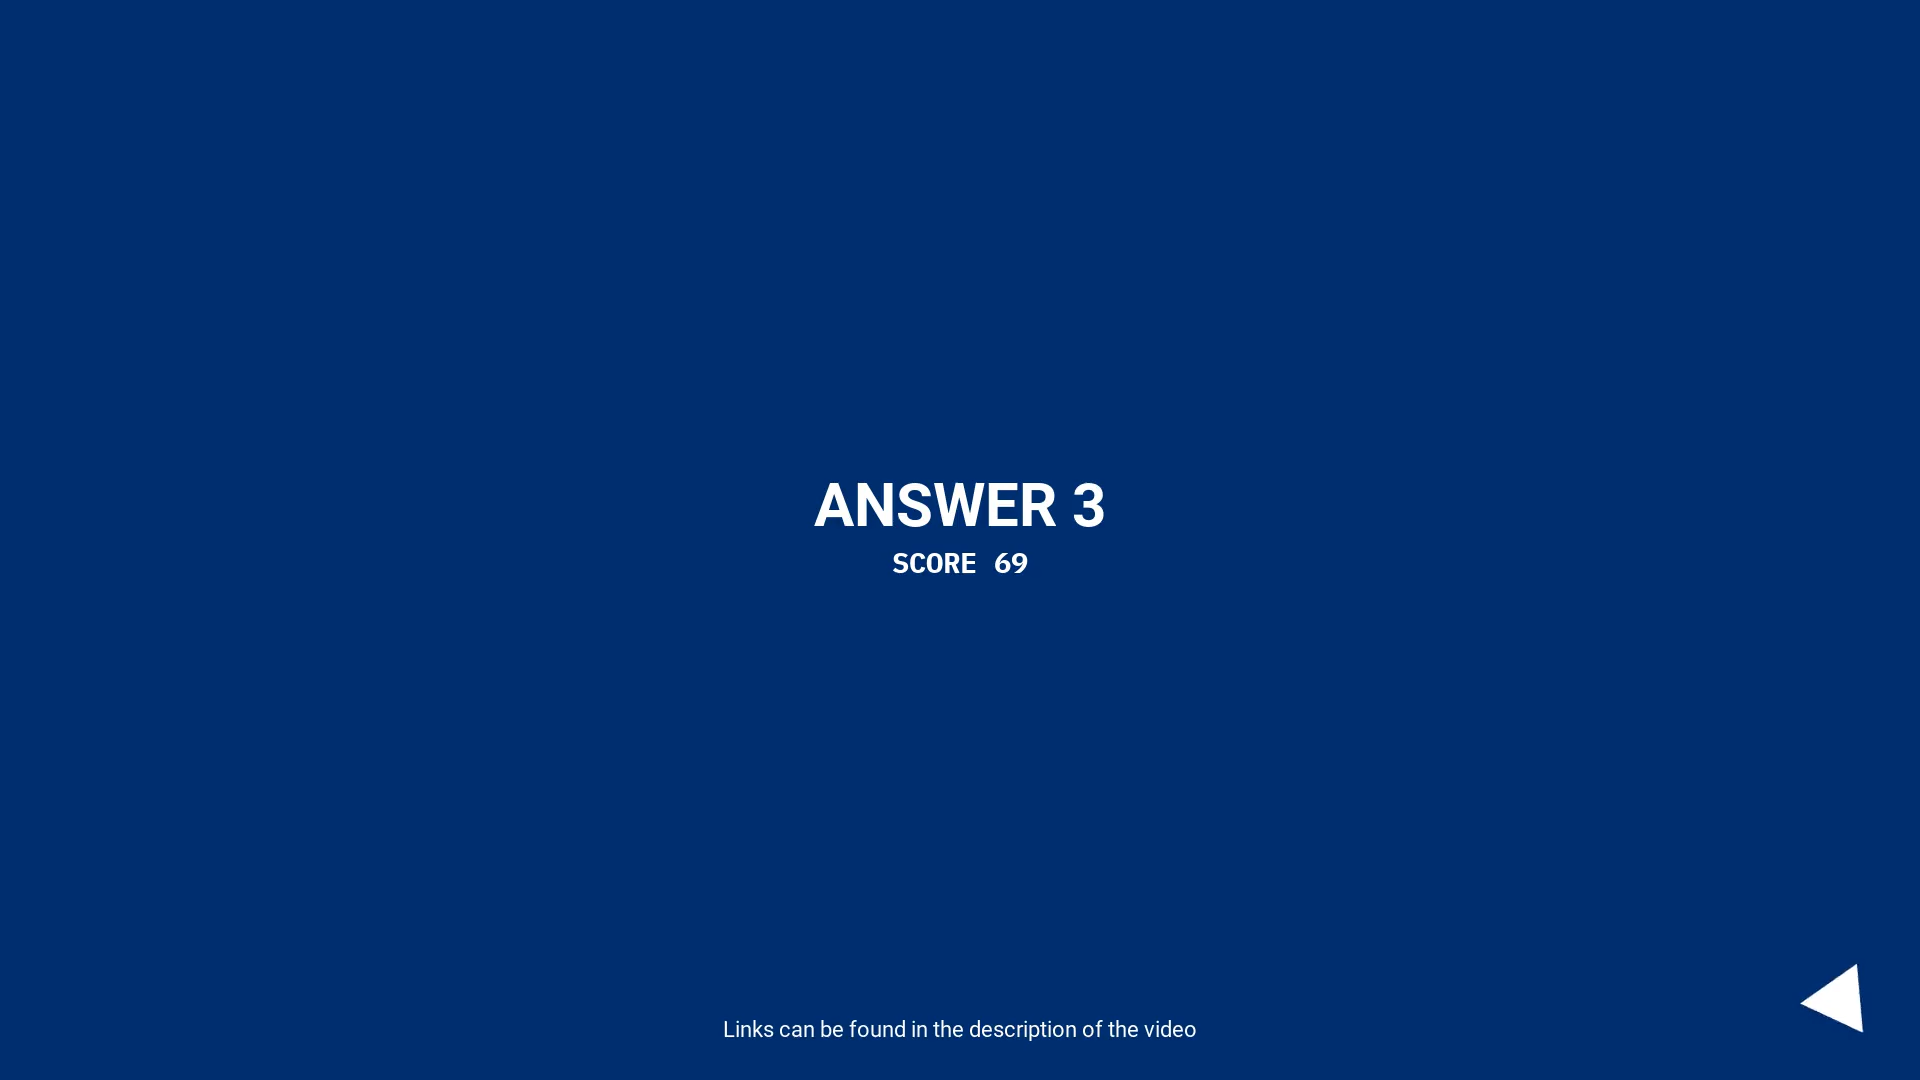 ANSWER 3
SCORE 69
Links can be found in the description of the video